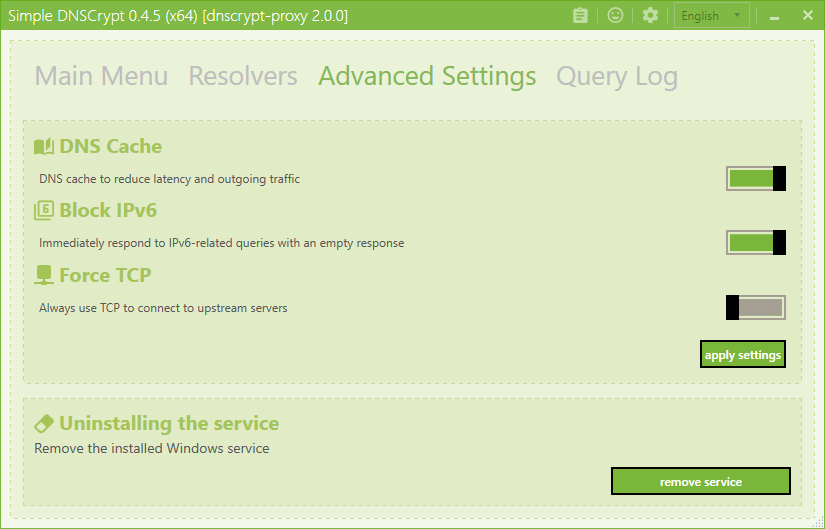 Simple DNSCrypt 0.4.5 (x64) [dnscrypt-proxy 2.0.0]
English
Main Menu Resolvers Advanced Settings Query Log
DNS Cache
DNS cache to reduce latency and outgoing traffic
6 Block IPv6
Immediately respond to IPv6-related queries with an empty response
Force TCP
Always use TCP to connect to upstream servers
apply settings
Uninstalling the service
Remove the installed Windows service
remove service